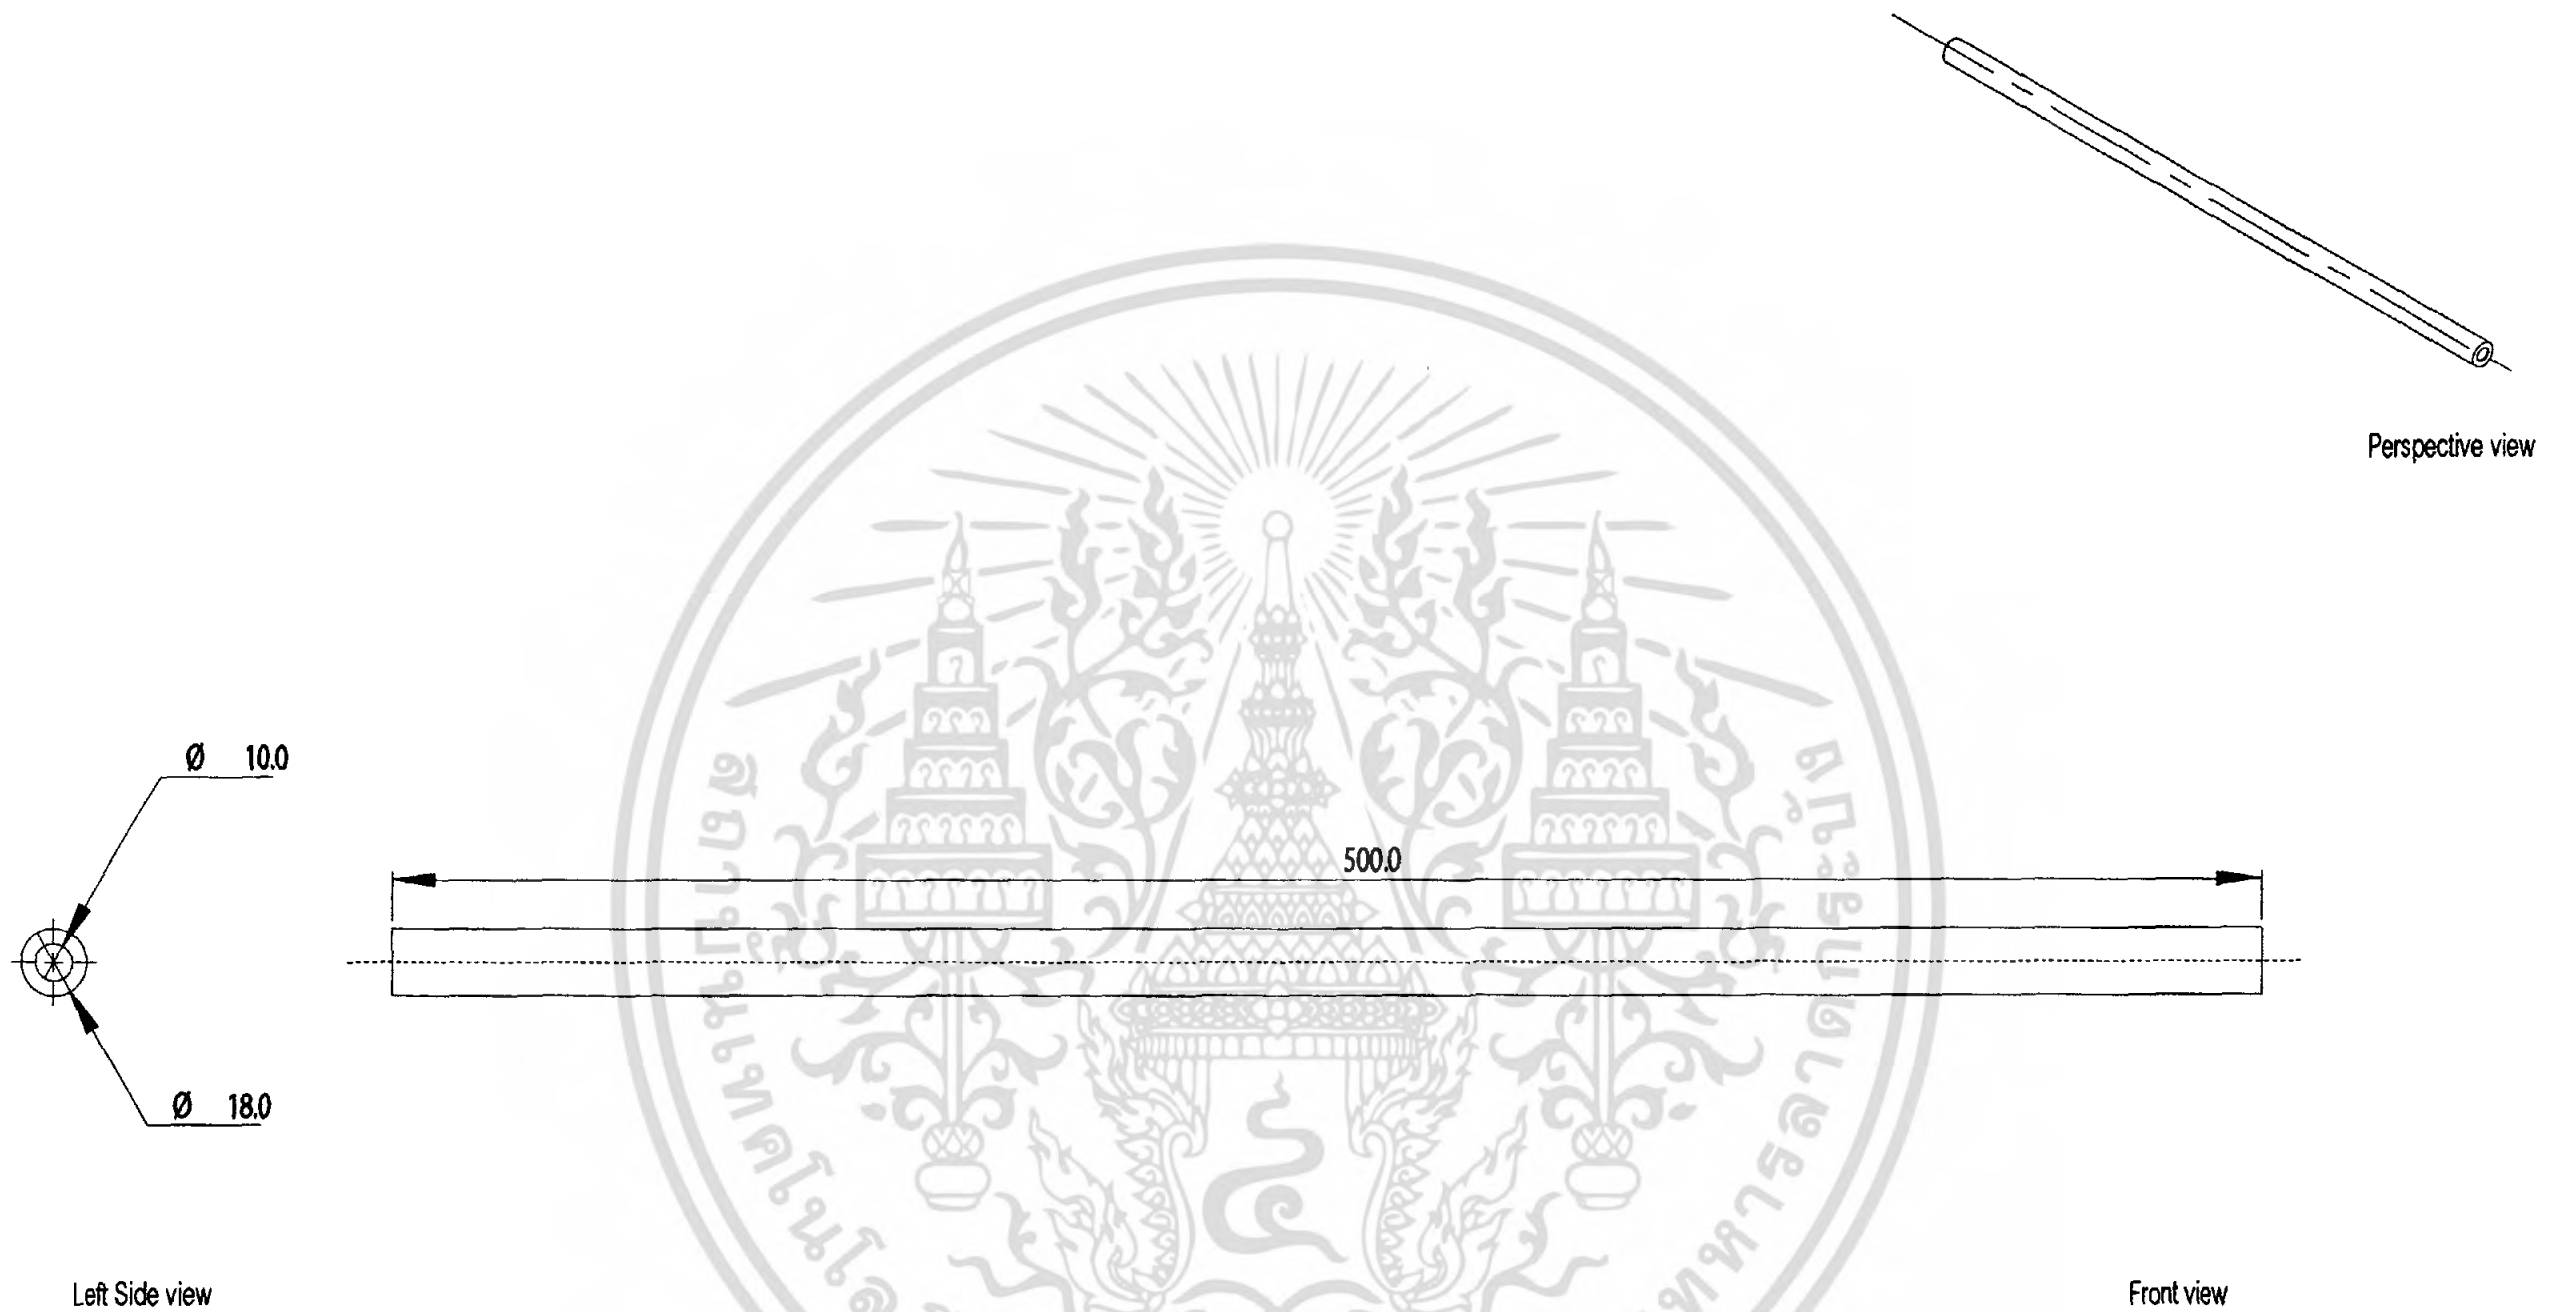 Perspective view
Ø 10.0
500.0
Ø 18.0
Left Side view
Front view